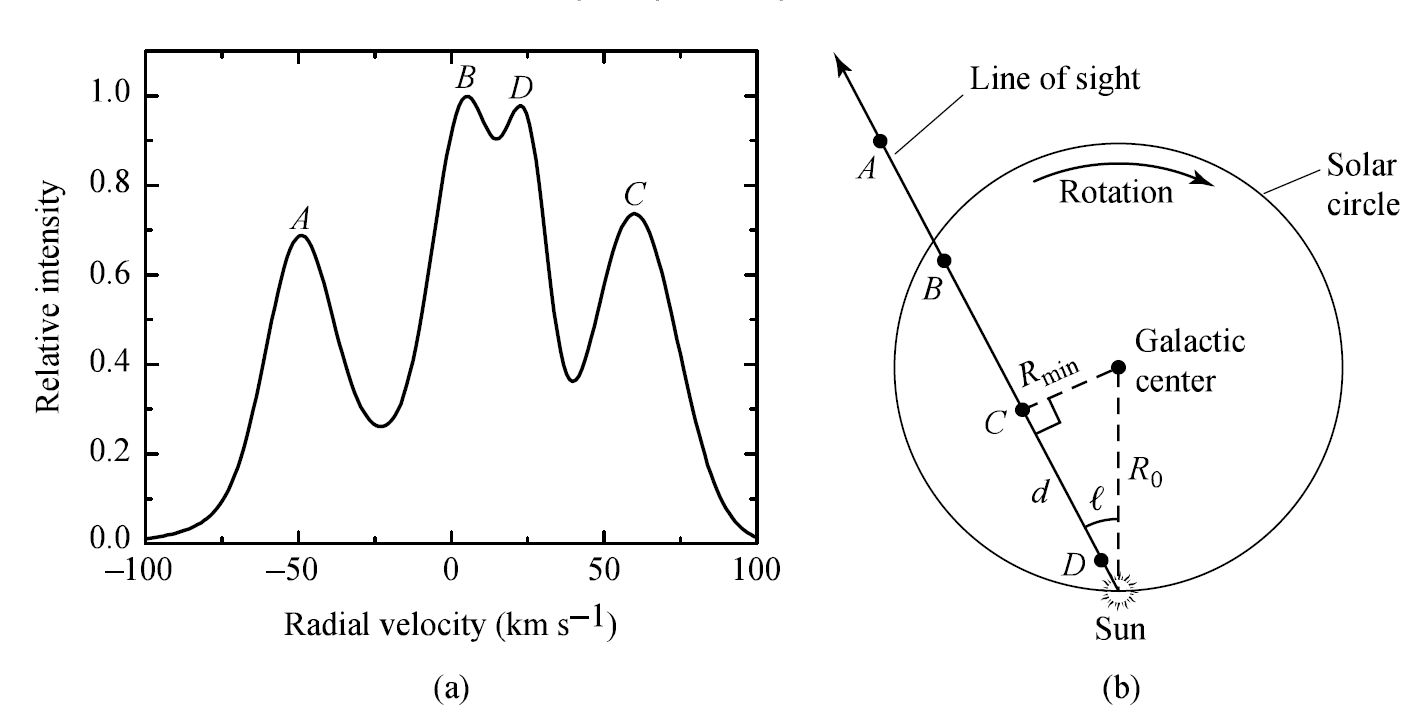 A
B
D
C
1.0
0.8
0.6
0.4
0.2
0.0
Relative intensity
–100
–50
0
50
100
Radial velocity (km s–1)
(a)
Line of sight
A
Solar
circle
Rotation
B
Galactic
center
Rmin
C
R0
d
ℓ
D
Sun
(b)